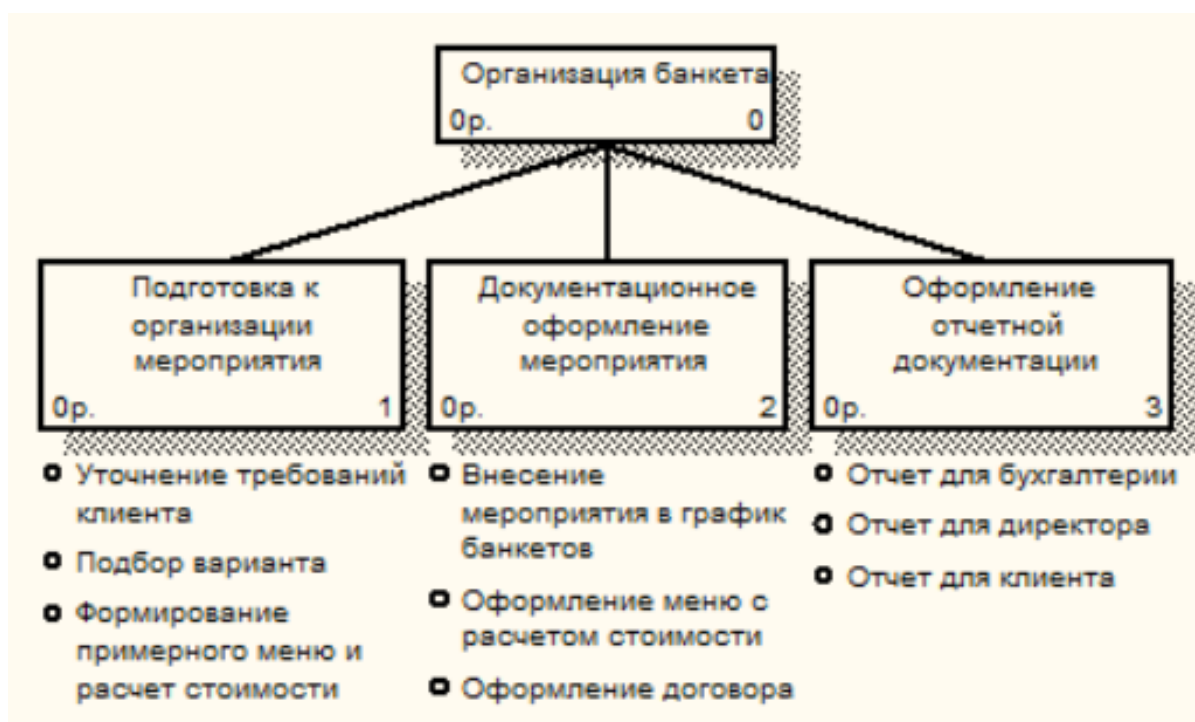 Организация банкета
0р. 0
Подготовка к
организации
мероприятия
0р. 1
Документационное
оформление
мероприятия
0р. 2
Оформление
отчетной
документации
0р. 3
Уточнение требований
клиента
Подбор варианта
Формирование
примерного меню и
расчет стоимости
Внесение
мероприятия в график
банкетов
Оформление меню с
расчетом стоимости
Оформление договора
Отчет для бухгалтерии
Отчет для директора
Отчет для клиента